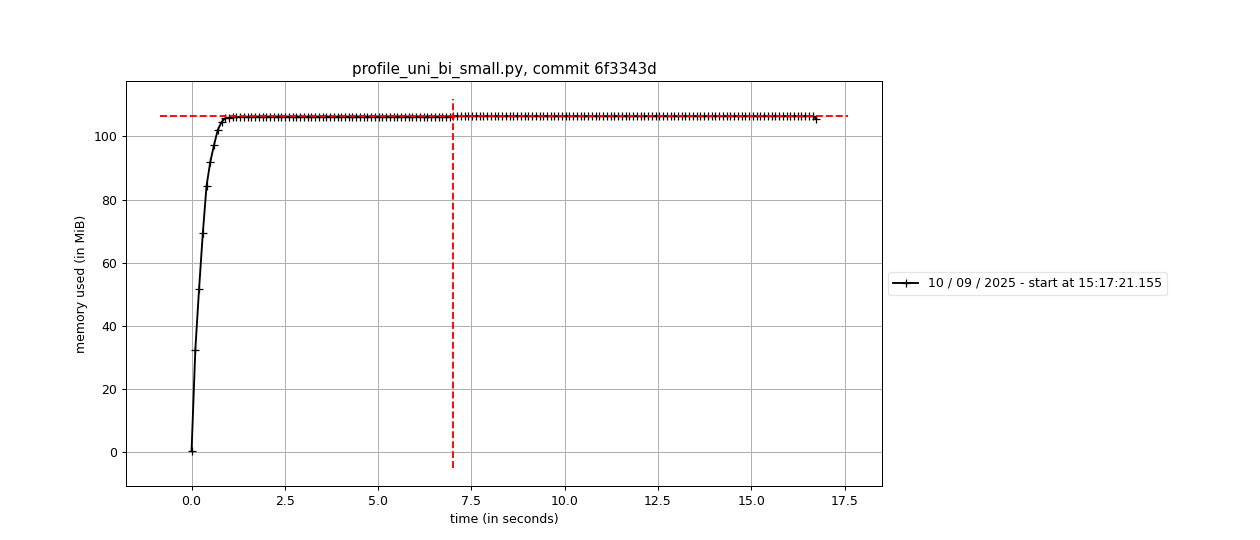 profile_uni_bi_small.py, commit 6f3343d
memory used (in MiB)
100
80
60
40
20
0
0.0 2.5 5.0 7.5 10.0 12.5 15.0 17.5
time (in seconds)
10 / 09 / 2025 - start at 15:17:21.155